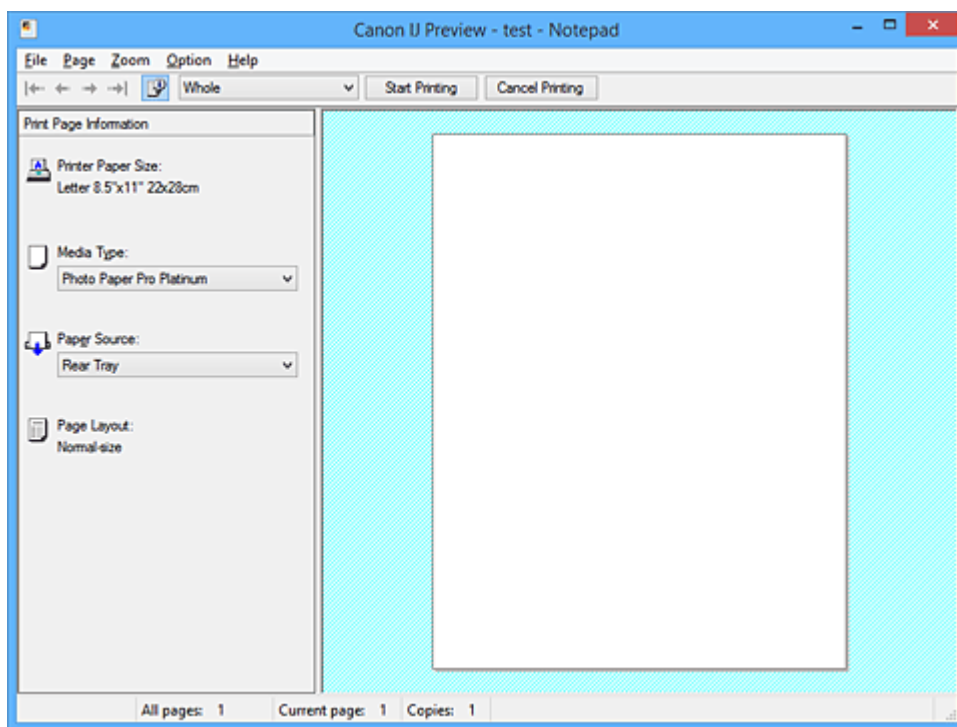 Canon IJ Preview - test - Notepad
File Page Zoom Option Help
Whole Start Printing Cancel Printing
Print Page Information
Printer Paper Size:
Letter 8.5"x11" 22x28cm
Media Type:
Photo Paper Pro Platinum
Paper Source:
Rear Tray
Page Layout:
Normal-size
All pages: 1 Current page: 1 Copies: 1